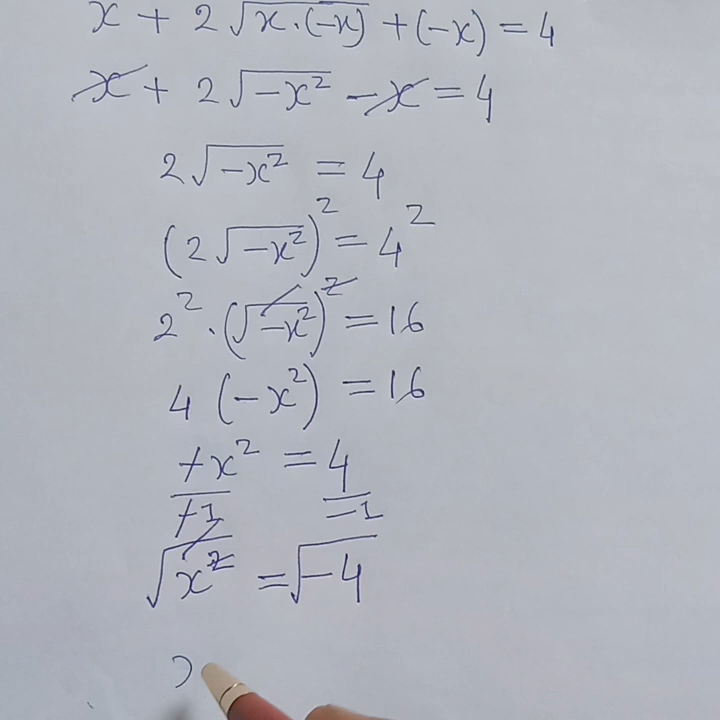 x + 2√(x·(-x)) + (-x) = 4
x + 2√(-x²) - x = 4
2√(-x²) = 4
(2√(-x²))² = 4²
2² · (√(-x²))² = 16
4 (-x²) = 16
-x² = 4
-1 -1
√(x²) = √(-4)